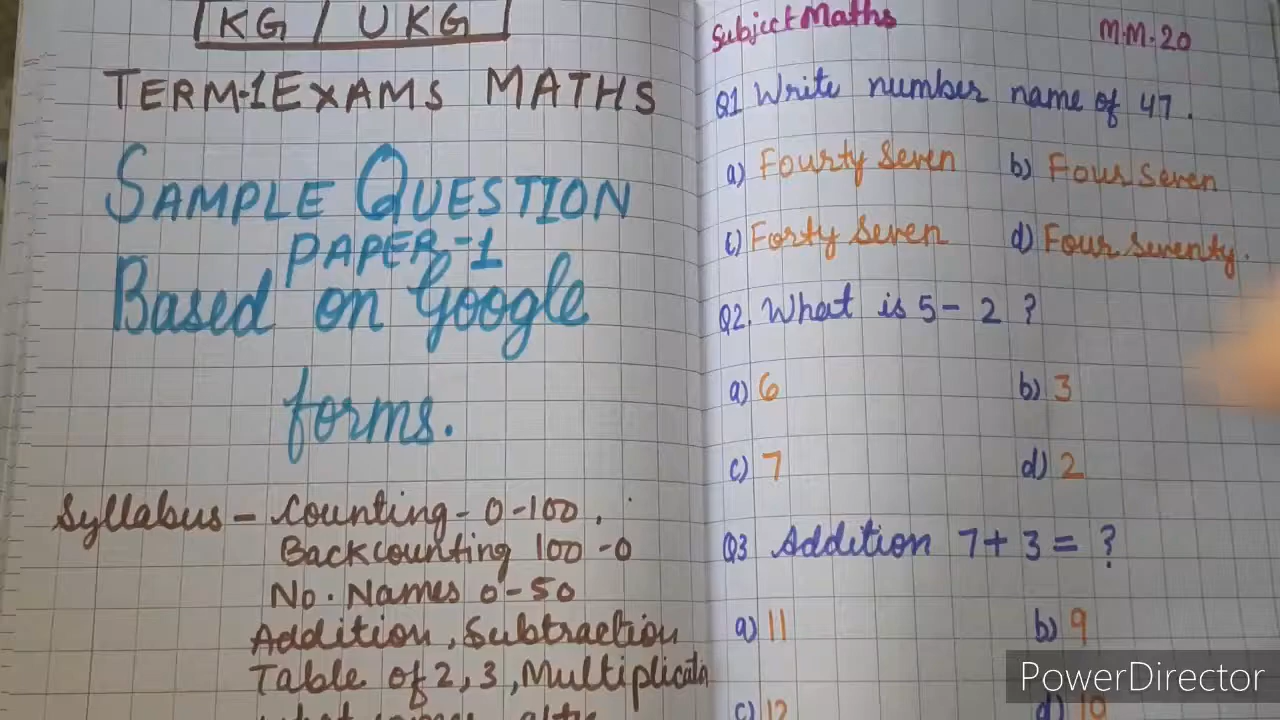 KG / UKG
TERM-1 EXAMS MATHS
SAMPLE QUESTION
PAPER-1
Based on Google
forms.
Syllabus - Counting - 0-100.
Backcounting 100-0
No. Names 0-50
Addition, Subtraction
Table of 2, 3, Multiplication
Subject Maths M.M.20
Q1 Write number name of 47.
a) Fourty Seven b) Four Seven
c) Forty Seven d) Four Seventy.
Q2. What is 5 - 2 ?
a) 6 b) 3
c) 7 d) 2
Q3 Addition 7 + 3 = ?
a) 11 b) 9
c) 12 d) 10
PowerDirector